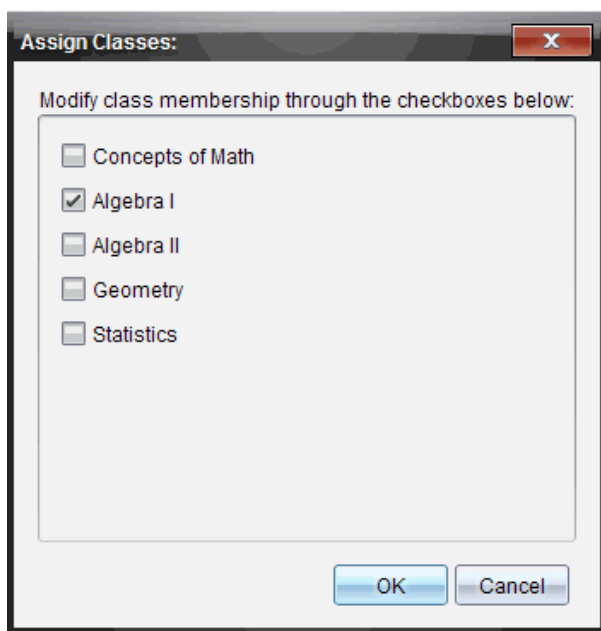 Assign Classes:
Modify class membership through the checkboxes below:
Concepts of Math
Algebra I
Algebra II
Geometry
Statistics
OK Cancel